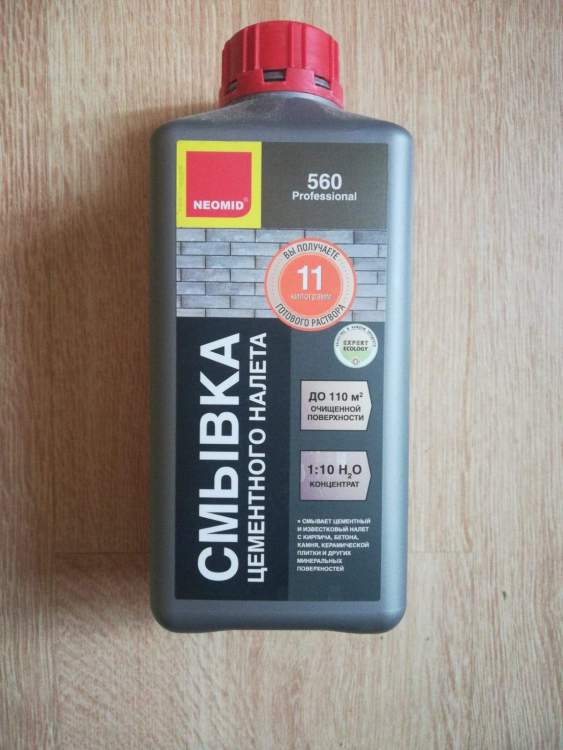 NEOMID®
560
Professional
ВЫ ПОЛУЧАЕТЕ
11
килограмм
ГОТОВОГО РАСТВОРА
EXPERT
ECOLOGY
СМЫВКА
ЦЕМЕНТНОГО НАЛЕТА
ДО 110 м²
ОЧИЩЕННОЙ
ПОВЕРХНОСТИ
1:10 H₂O
КОНЦЕНТРАТ
• СМЫВАЕТ ЦЕМЕНТНЫЙ
И ИЗВЕСТКОВЫЙ НАЛЕТ
С КИРПИЧА, БЕТОНА,
КАМНЯ, КЕРАМИЧЕСКОЙ
ПЛИТКИ И ДРУГИХ
МИНЕРАЛЬНЫХ
ПОВЕРХНОСТЕЙ